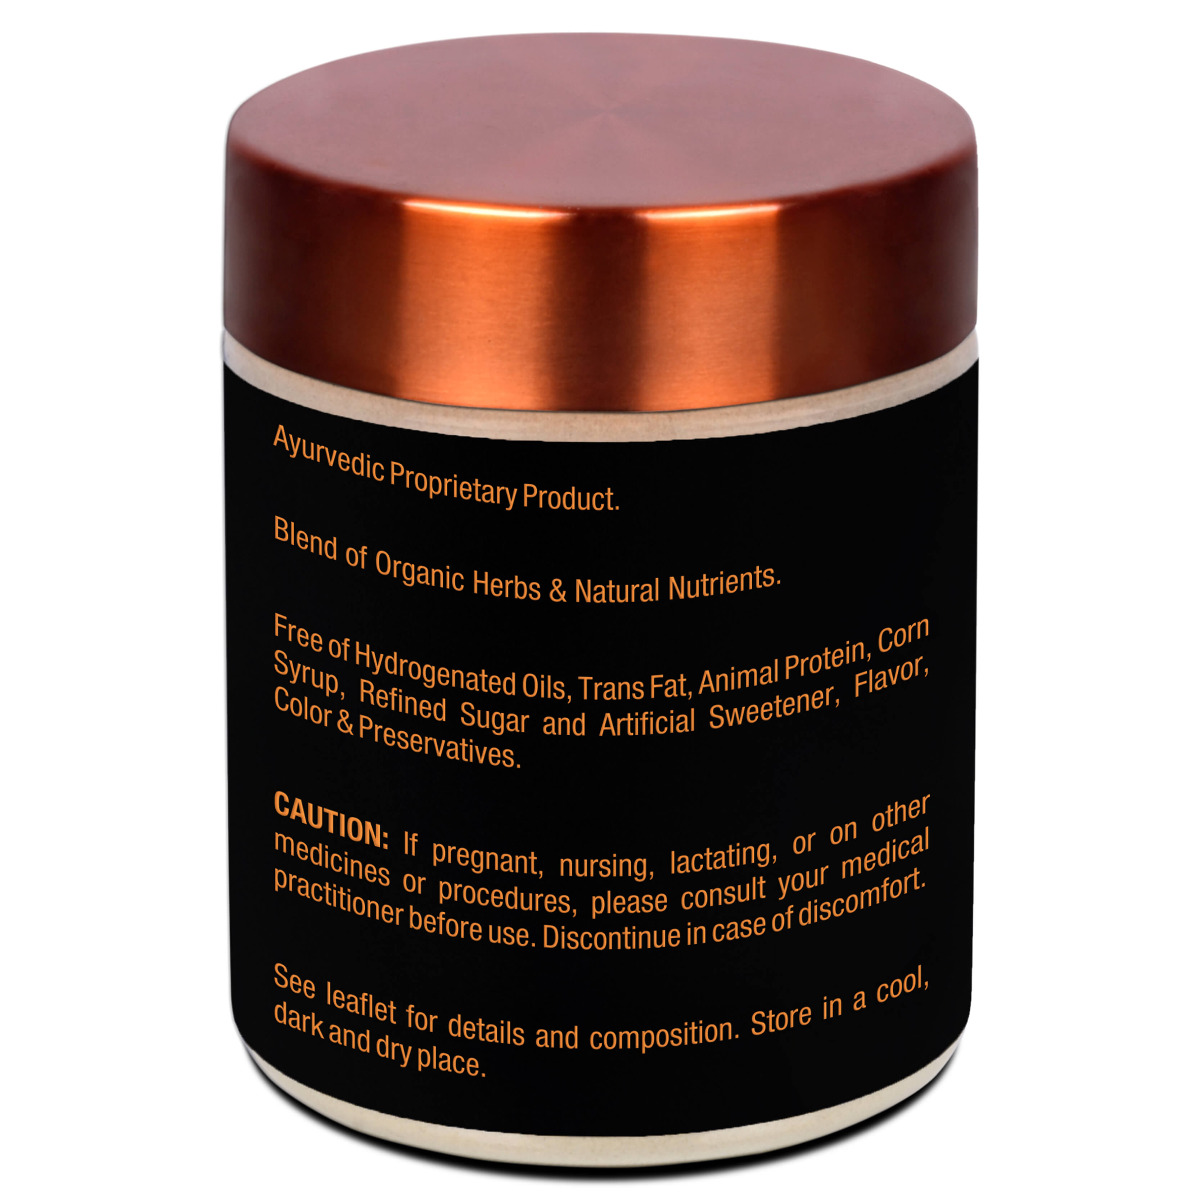 Ayurvedic Proprietary Product.
Blend of Organic Herbs & Natural Nutrients.
Free of Hydrogenated Oils, Trans Fat, Animal Protein, Corn
Syrup, Refined Sugar and Artificial Sweetener, Flavor,
Color & Preservatives.
CAUTION: If pregnant, nursing, lactating, or on other
medicines or procedures, please consult your medical
practitioner before use. Discontinue in case of discomfort.
See leaflet for details and composition. Store in a cool,
dark and dry place.